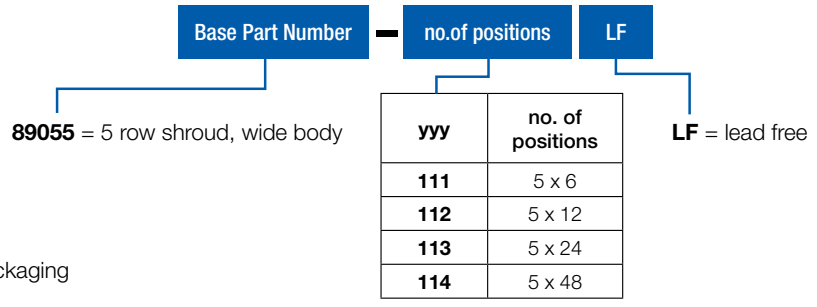 Base Part Number - no.of positions LF
89055 = 5 row shroud, wide body
yyy no. of positions
111 5 x 6
112 5 x 12
113 5 x 24
114 5 x 48
LF = lead free